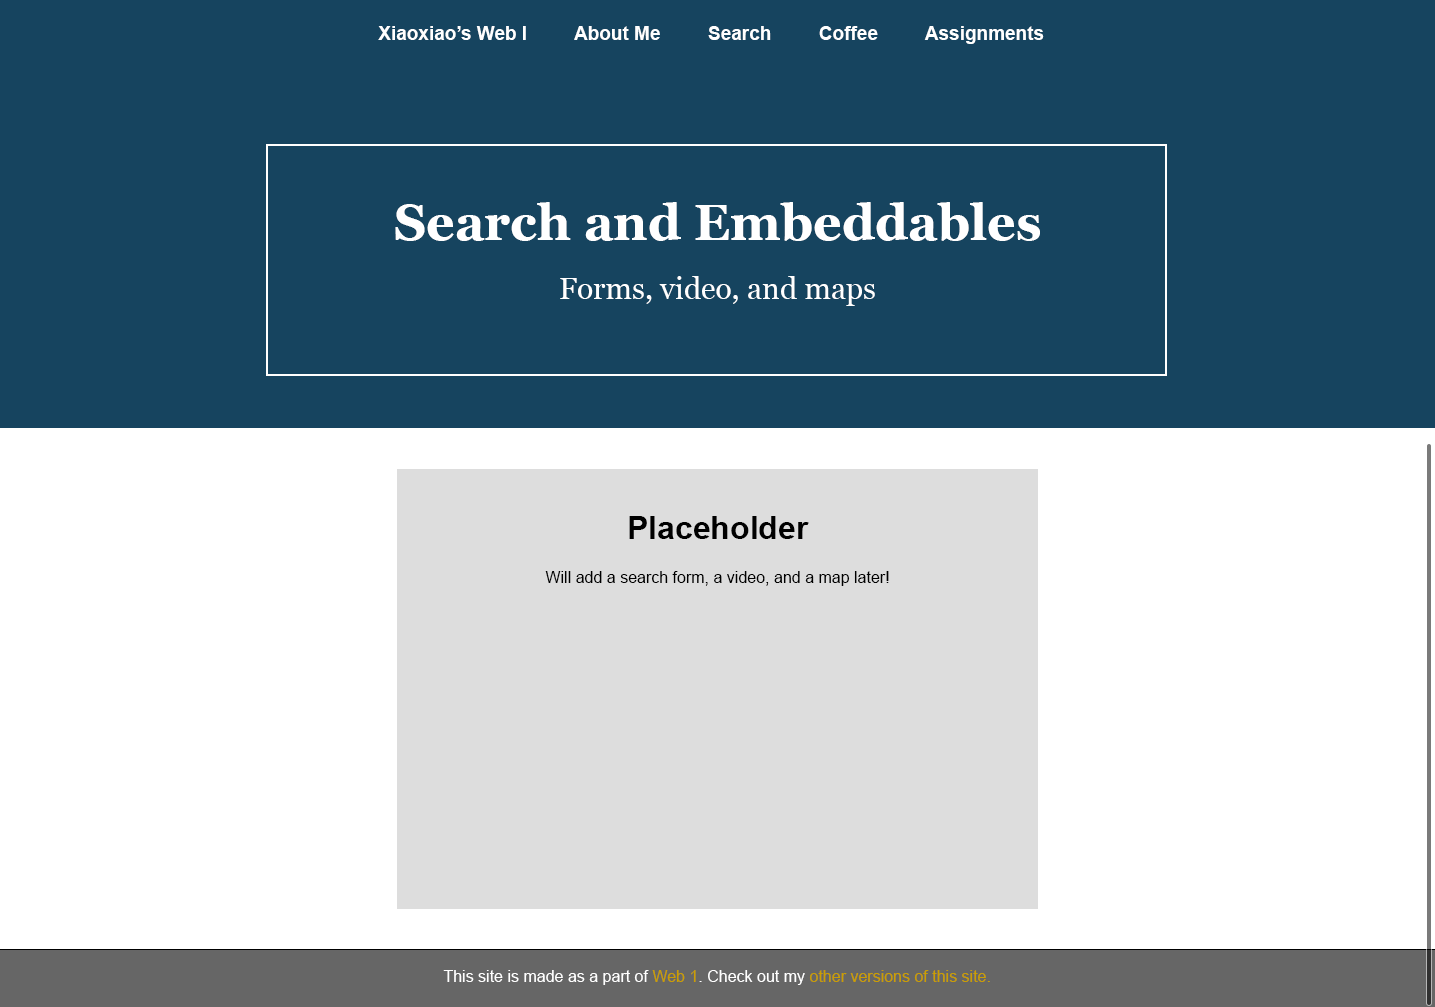 Xiaoxiao’s Web I About Me Search Coffee Assignments
Search and Embeddables
Forms, video, and maps
Placeholder
Will add a search form, a video, and a map later!
This site is made as a part of Web 1. Check out my other versions of this site.